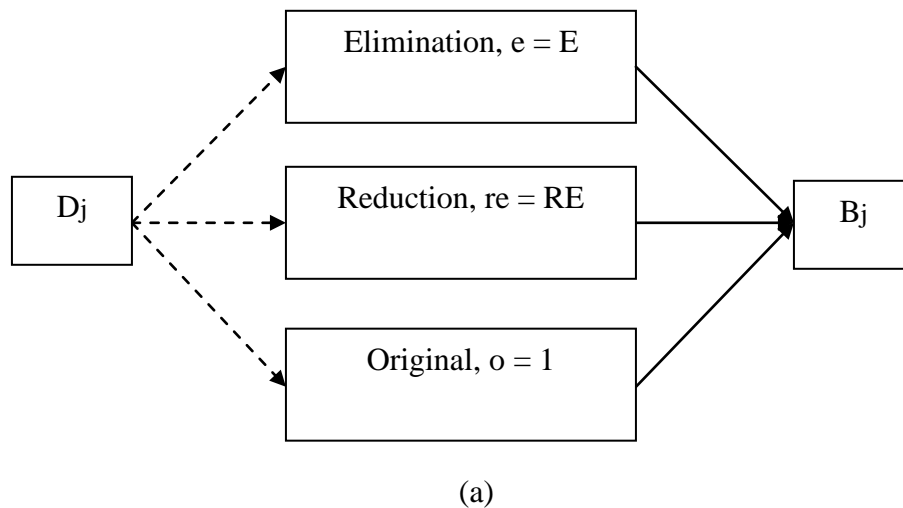 Elimination, e = E
Dj
Reduction, re = RE
Bj
Original, o = 1
(a)